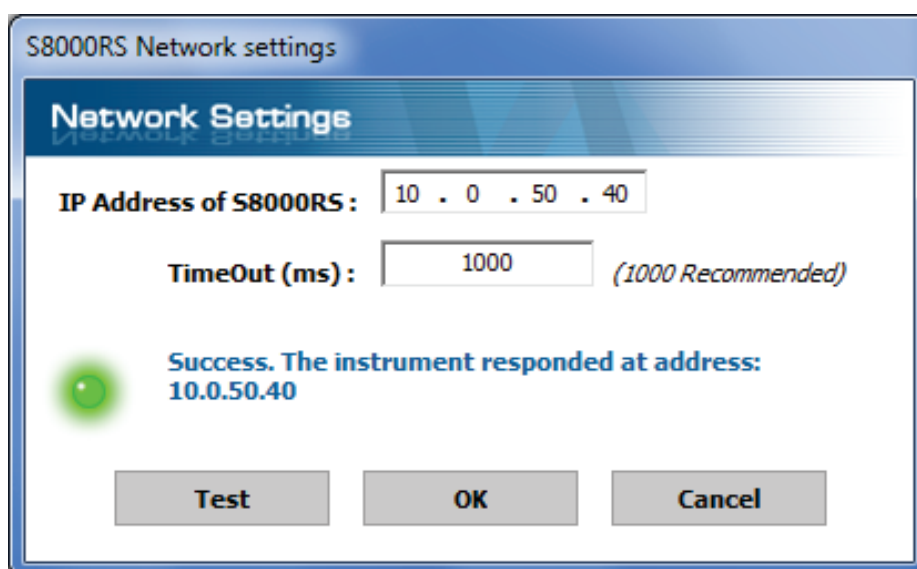 S8000RS Network settings
Network Settings
IP Address of S8000RS : 10 . 0 . 50 . 40
TimeOut (ms) : 1000 (1000 Recommended)
Success. The instrument responded at address:
10.0.50.40
Test OK Cancel